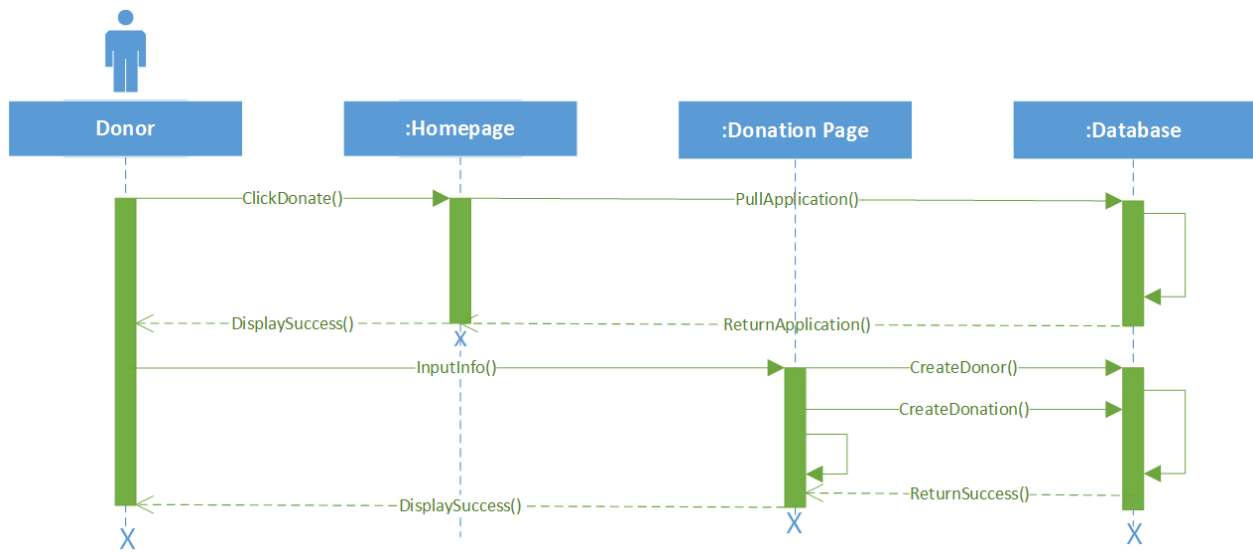 Donor
:Homepage
:Donation Page
:Database
ClickDonate()
PullApplication()
DisplaySuccess()
ReturnApplication()
X
InputInfo()
CreateDonor()
CreateDonation()
ReturnSuccess()
DisplaySuccess()
X
X
X